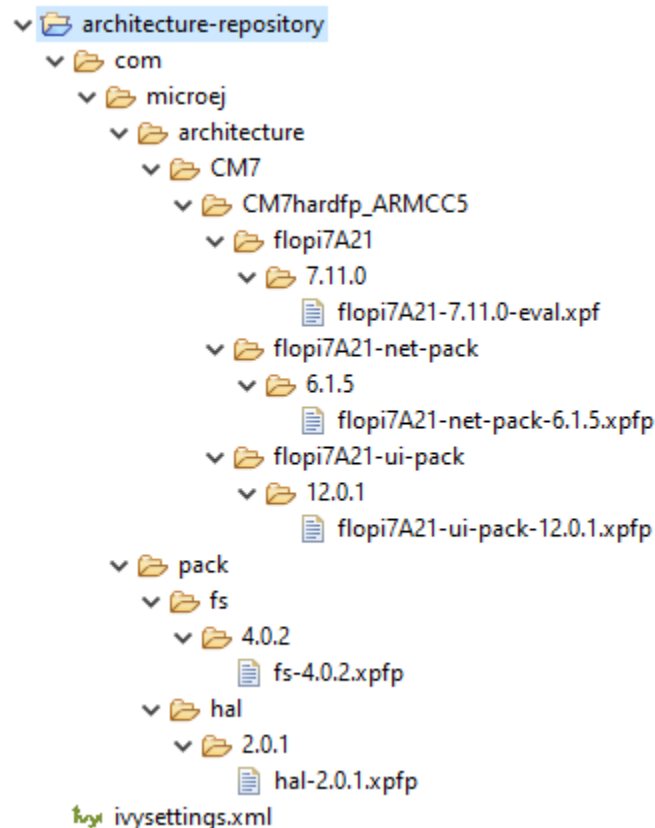 architecture-repository
com
microej
architecture
CM7
CM7hardfp_ARMCC5
flopi7A21
7.11.0
flopi7A21-7.11.0-eval.xpf
flopi7A21-net-pack
6.1.5
flopi7A21-net-pack-6.1.5.xpfp
flopi7A21-ui-pack
12.0.1
flopi7A21-ui-pack-12.0.1.xpfp
pack
fs
4.0.2
fs-4.0.2.xpfp
hal
2.0.1
hal-2.0.1.xpfp
ivy ivysettings.xml